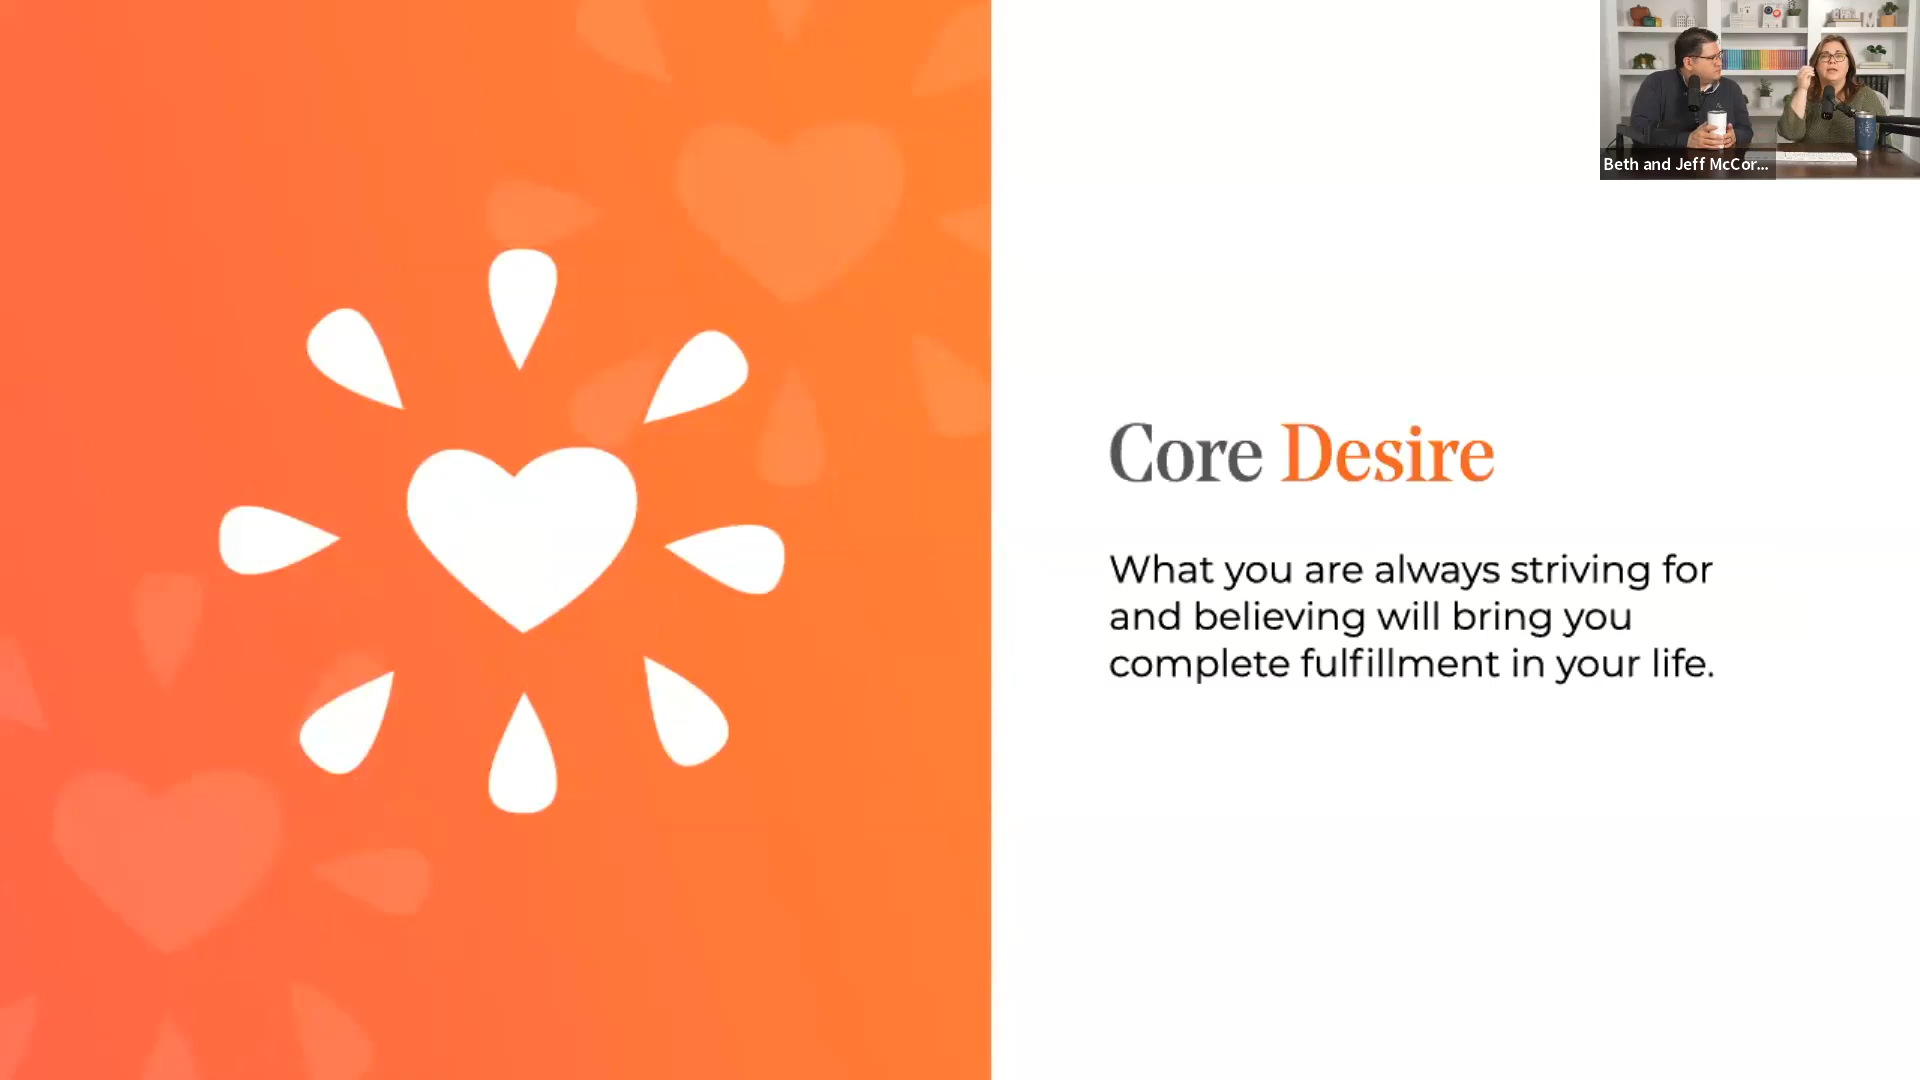 Beth and Jeff McCor...
Core Desire
What you are always striving for
and believing will bring you
complete fulfillment in your life.